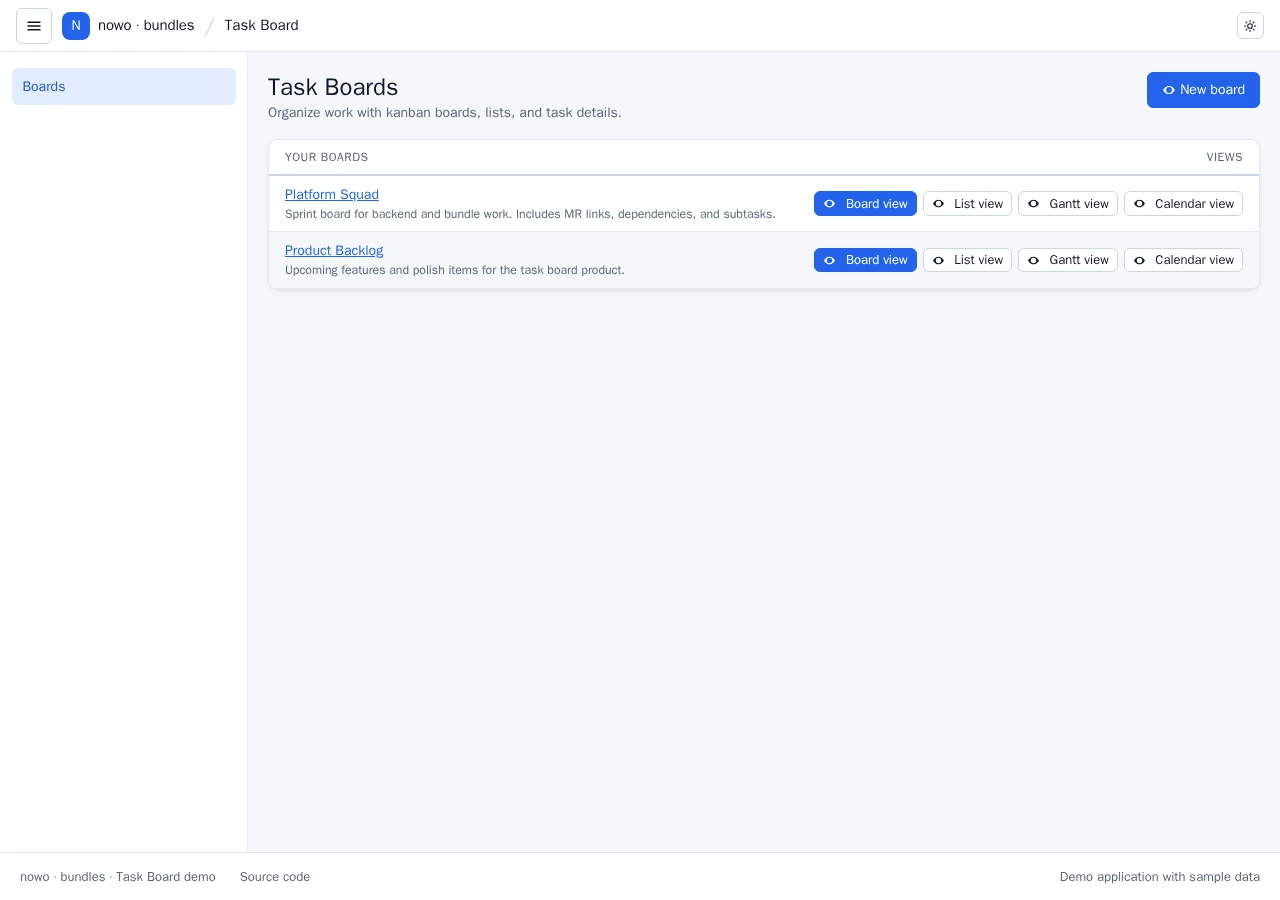 N nowo · bundles / Task Board
Boards
Task Boards
New board
Organize work with kanban boards, lists, and task details.
YOUR BOARDS VIEWS
Platform Squad
Sprint board for backend and bundle work. Includes MR links, dependencies, and subtasks.
Board view List view Gantt view Calendar view
Product Backlog
Upcoming features and polish items for the task board product.
Board view List view Gantt view Calendar view
nowo · bundles · Task Board demo Source code Demo application with sample data